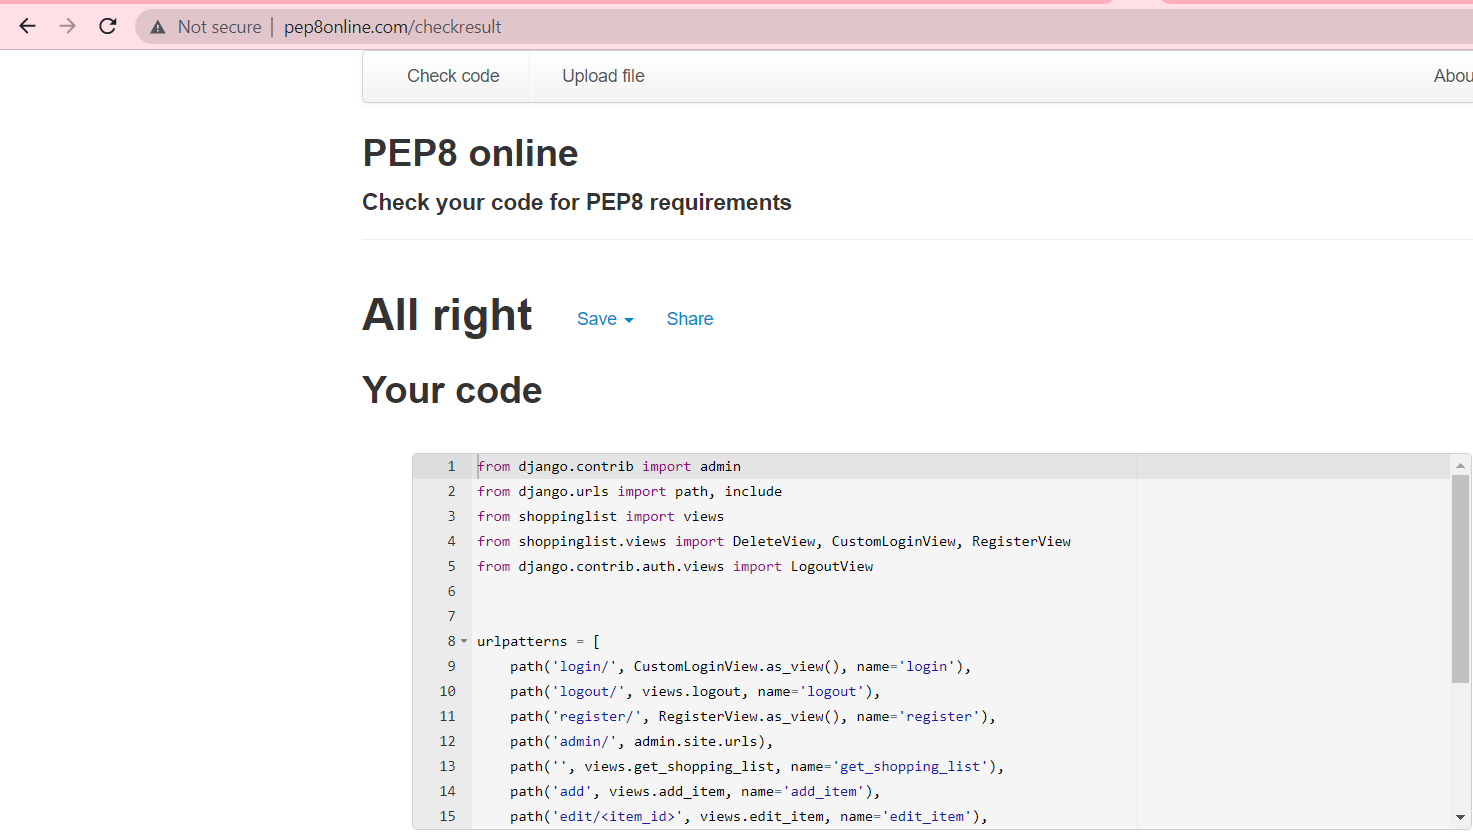 Not secure | pep8online.com/checkresult
Check code Upload file Abou
PEP8 online
Check your code for PEP8 requirements
All right Save Share
Your code
1 from django.contrib import admin
2 from django.urls import path, include
3 from shoppinglist import views
4 from shoppinglist.views import DeleteView, CustomLoginView, RegisterView
5 from django.contrib.auth.views import LogoutView
6
7
8 urlpatterns = [
9 path('login/', CustomLoginView.as_view(), name='login'),
10 path('logout/', views.logout, name='logout'),
11 path('register/', RegisterView.as_view(), name='register'),
12 path('admin/', admin.site.urls),
13 path('', views.get_shopping_list, name='get_shopping_list'),
14 path('add', views.add_item, name='add_item'),
15 path('edit/<item_id>', views.edit_item, name='edit_item'),